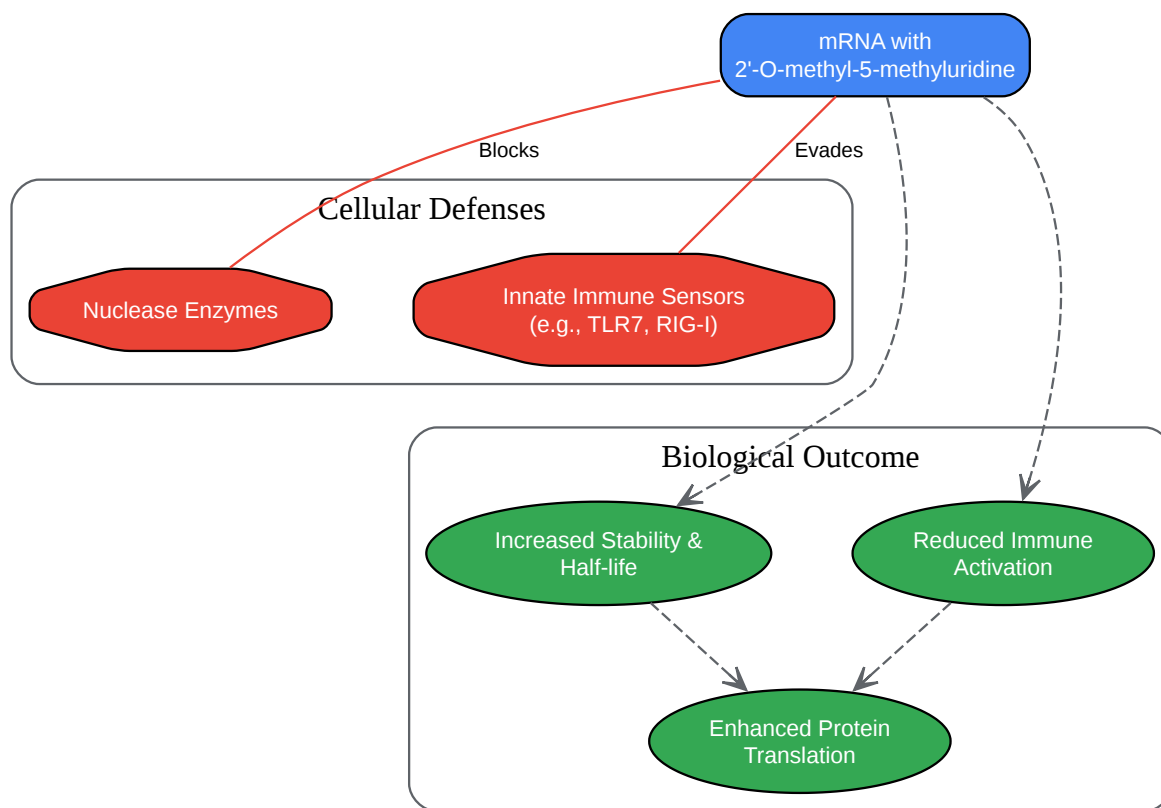 mRNA with
2'-O-methyl-5-methyluridine
Blocks
Evades
Cellular Defenses
Nuclease Enzymes
Innate Immune Sensors
(e.g., TLR7, RIG-I)
Biological Outcome
Increased Stability &
Half-life
Reduced Immune
Activation
Enhanced Protein
Translation